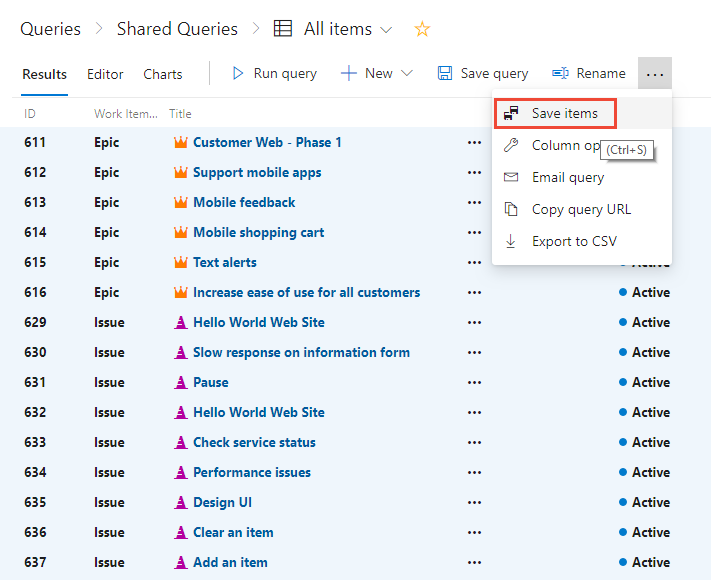 Queries > Shared Queries > All items
Results Editor Charts Run query New Save query Rename ...
ID Work Item... Title
Save items
Column op
(Ctrl+S)
Email query
Copy query URL
Export to CSV
611 Epic Customer Web - Phase 1 ...
612 Epic Support mobile apps ...
613 Epic Mobile feedback ...
614 Epic Mobile shopping cart ...
615 Epic Text alerts ... Active
616 Epic Increase ease of use for all customers ... Active
629 Issue Hello World Web Site ... Active
630 Issue Slow response on information form ... Active
631 Issue Pause ... Active
632 Issue Hello World Web Site ... Active
633 Issue Check service status ... Active
634 Issue Performance issues ... Active
635 Issue Design UI ... Active
636 Issue Clear an item ... Active
637 Issue Add an item ... Active